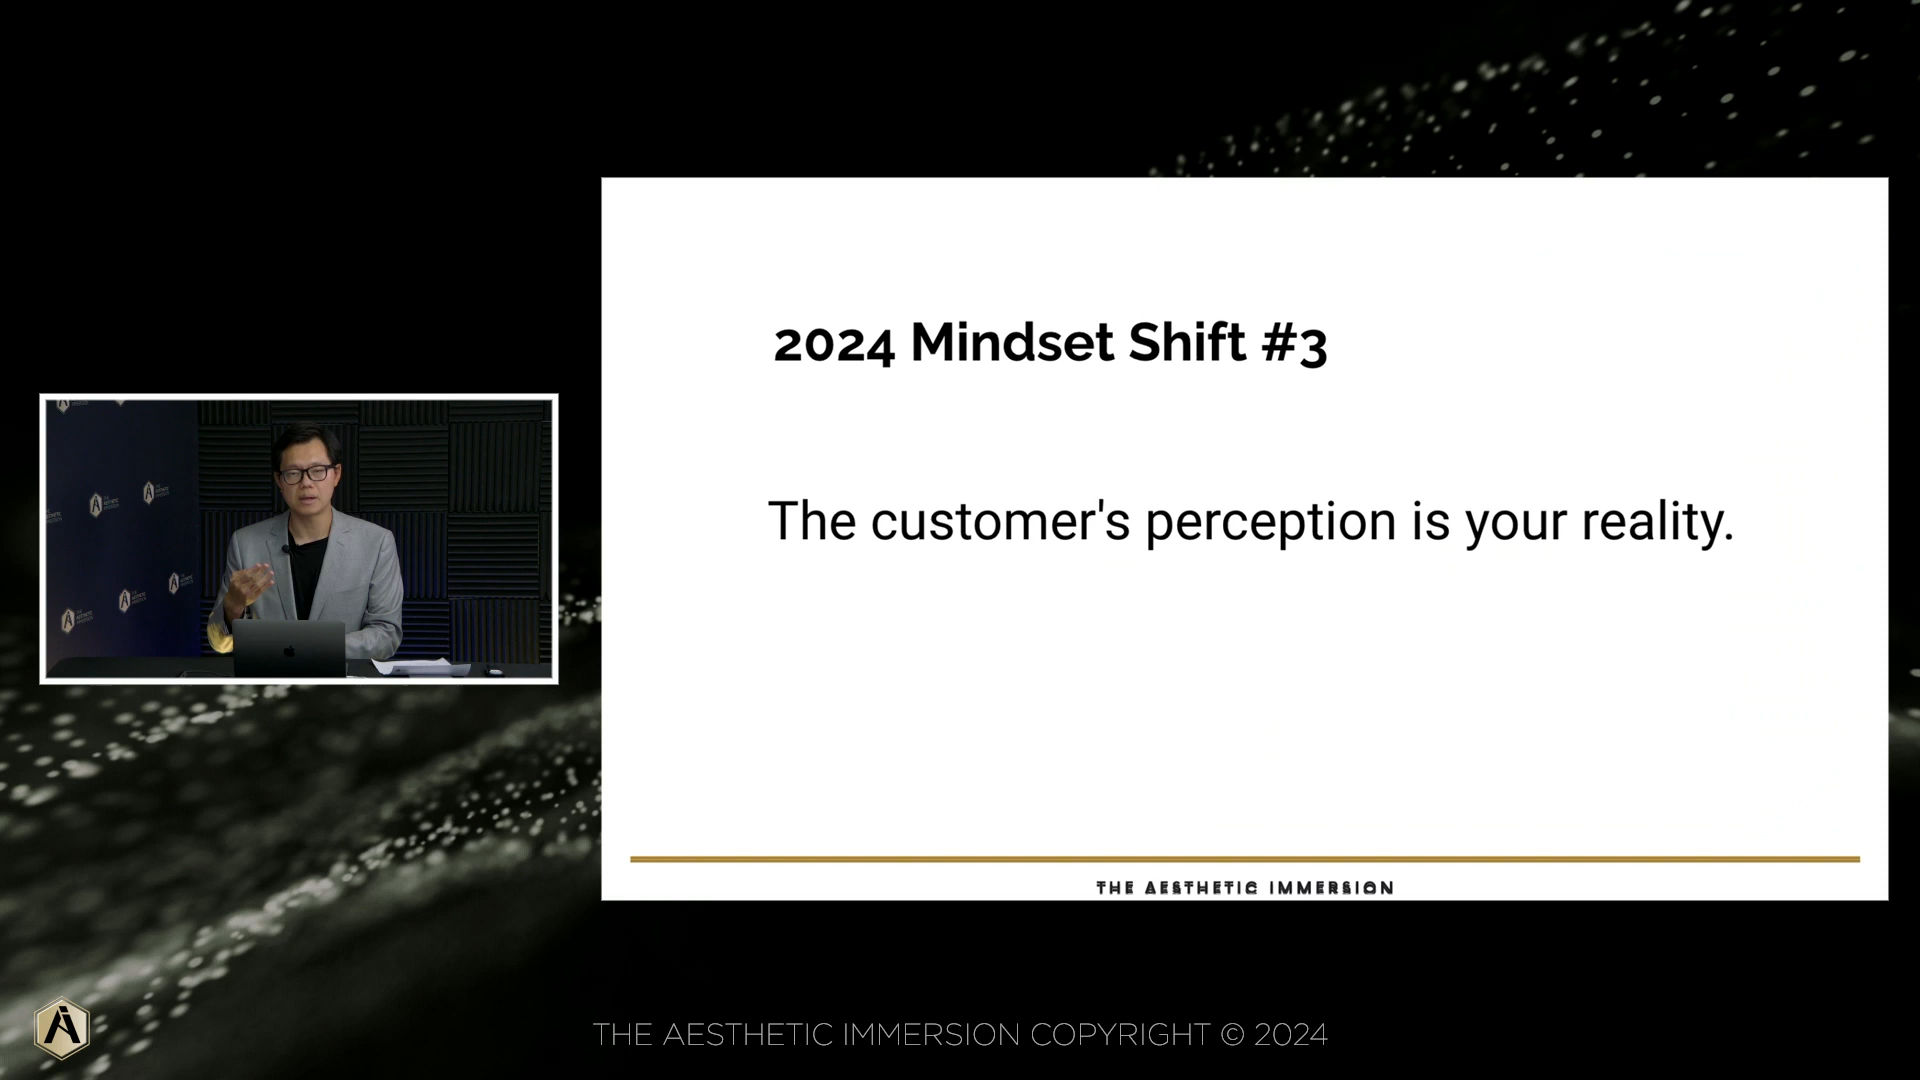 2024 Mindset Shift #3
The customer's perception is your reality.
THE AESTHETIC IMMERSION
THE AESTHETIC IMMERSION COPYRIGHT © 2024